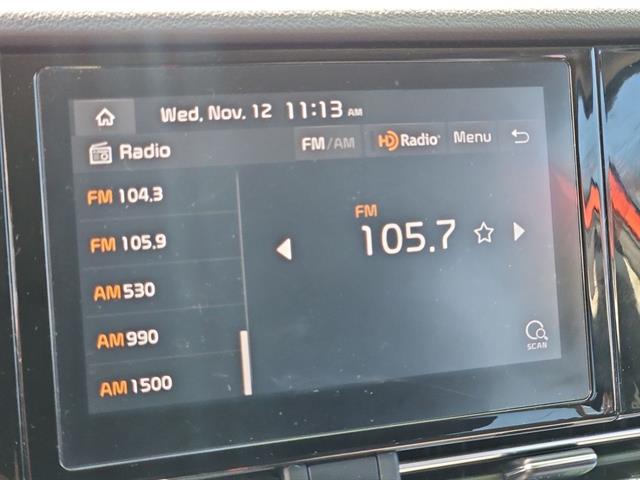 Wed, Nov. 12 11:13 AM
Radio FM/AM HD Radio® Menu
FM 104.3
FM 105.9
AM 530
AM 990
AM 1500
FM
105.7
SCAN